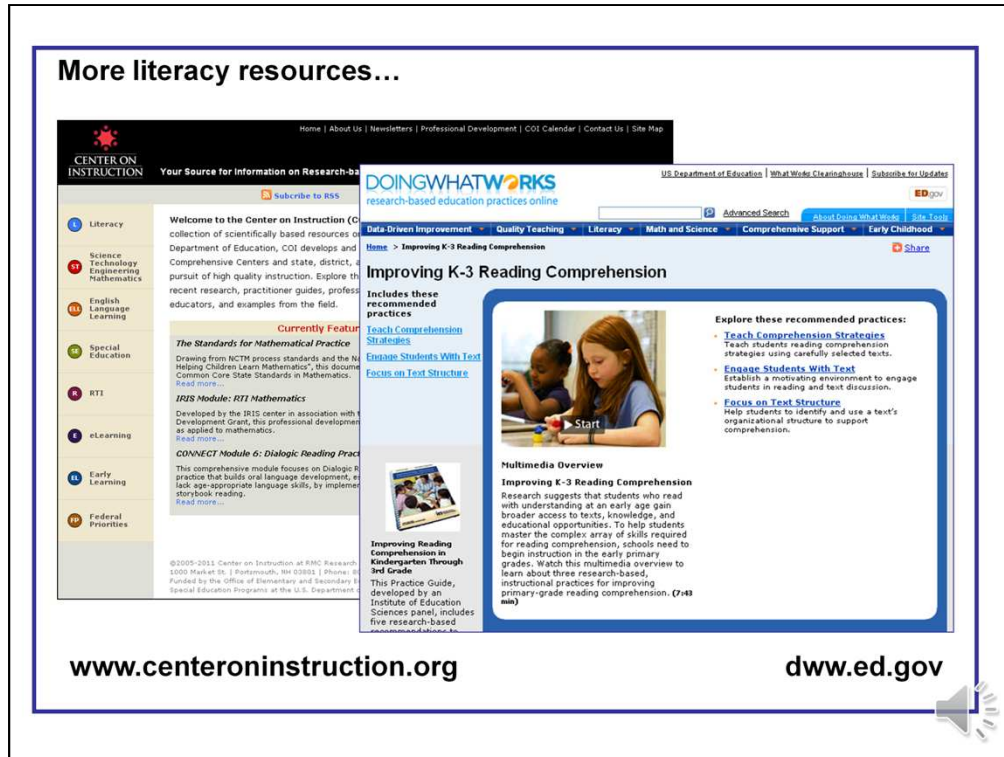 More literacy resources…
Home | About Us | Newsletters | Professional Development | COI Calendar | Contact Us | Site Map
CENTER ON
INSTRUCTION
Your Source for Information on Research-ba
Subcribe to RSS
L Literacy
ST Science
Technology
Engineering
Mathematics
ELL English
Language
Learning
SE Special
Education
R RTI
E eLearning
EL Early
Learning
FP Federal
Priorities
Welcome to the Center on Instruction (C
collection of scientifically based resources o
Department of Education, COI develops and
Comprehensive Centers and state, district, a
pursuit of high quality instruction. Explore th
recent research, practitioner guides, profess
educators, and examples from the field.
Currently Featur
The Standards for Mathematical Practice
Drawing from NCTM process standards and the Na
Helping Children Learn Mathematics", this docume
Common Core State Standards in Mathematics.
Read more...
IRIS Module: RTI Mathematics
Developed by the IRIS center in association with t
Development Grant, this professional developmen
as applied to mathematics.
Read more...
CONNECT Module 6: Dialogic Reading Pract
This comprehensive module focuses on Dialogic R
practice that builds oral language development, e
lack age-appropriate language skills, by implemen
storybook reading.
Read more...
©2005-2011 Center on Instruction at RMC Research
1000 Market St. | Portsmouth, NH 03801 | Phone: 80
Funded by the Office of Elementary and Secondary E
Special Education Programs at the U.S. Department o
DOINGWHATWORKS
research-based education practices online
US Department of Education | What Works Clearinghouse | Subscribe for Updates
ED.gov
Advanced Search
About Doing What Works Site Tools
Data-Driven Improvement Quality Teaching Literacy Math and Science Comprehensive Support Early Childhood
Home > Improving K-3 Reading Comprehension
Share
Improving K-3 Reading Comprehension
Includes these
recommended
practices
Teach Comprehension
Strategies
Engage Students With Text
Focus on Text Structure
Improving Reading
Comprehension in
Kindergarten Through
3rd Grade
This Practice Guide,
developed by an
Institute of Education
Sciences panel, includes
five research-based
recommendations to
Start
Multimedia Overview
Improving K-3 Reading Comprehension
Research suggests that students who read
with understanding at an early age gain
broader access to texts, knowledge, and
educational opportunities. To help students
master the complex array of skills required
for reading comprehension, schools need to
begin instruction in the early primary
grades. Watch this multimedia overview to
learn about three research-based,
instructional practices for improving
primary-grade reading comprehension. (7:43
min)
Explore these recommended practices:
Teach Comprehension Strategies
Teach students reading comprehension
strategies using carefully selected texts.
Engage Students With Text
Establish a motivating environment to engage
students in reading and text discussion.
Focus on Text Structure
Help students to identify and use a text's
organizational structure to support
comprehension.
www.centeroninstruction.org
dww.ed.gov